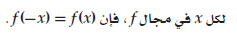 لكل x في مجال f، فإن f(−x) = f(x).